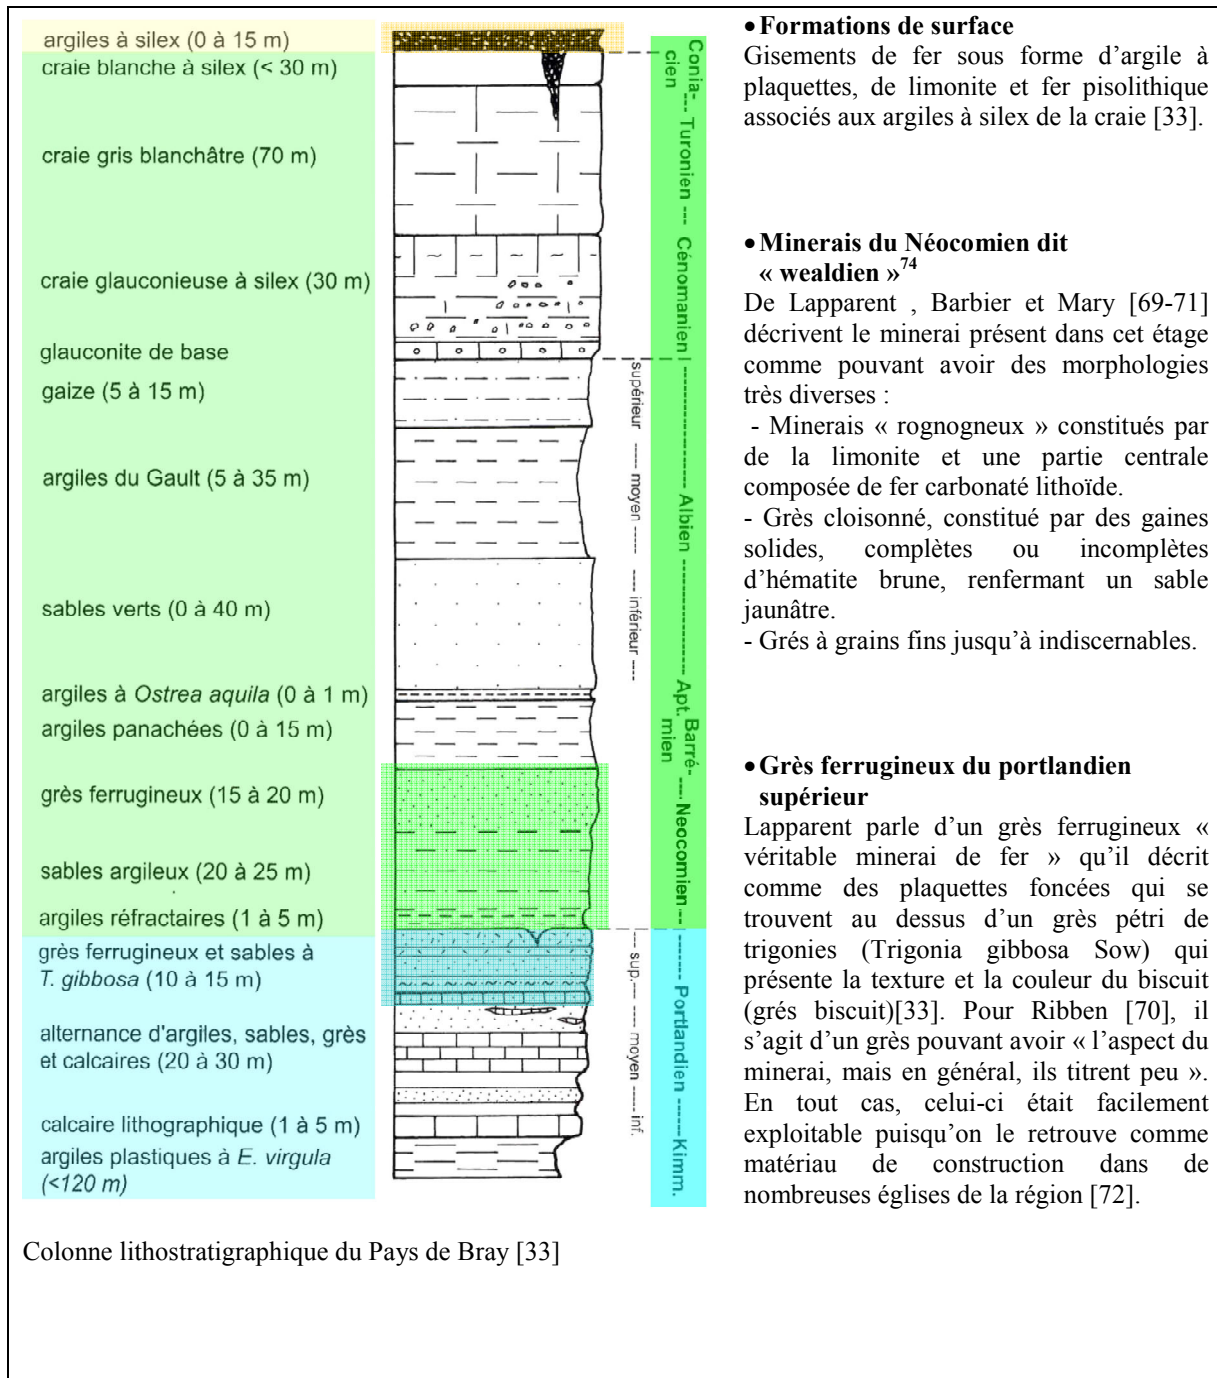 argiles à silex (0 à 15 m)
craie blanche à silex (< 30 m)
craie gris blanchâtre (70 m)
craie glauconieuse à silex (30 m)
glauconite de base
gaize (5 à 15 m)
argiles du Gault (5 à 35 m)
sables verts (0 à 40 m)
argiles à Ostrea aquila (0 à 1 m)
argiles panachées (0 à 15 m)
grès ferrugineux (15 à 20 m)
sables argileux (20 à 25 m)
argiles réfractaires (1 à 5 m)
grès ferrugineux et sables à
T. gibbosa (10 à 15 m)
alternance d'argiles, sables, grès
et calcaires (20 à 30 m)
calcaire lithographique (1 à 5 m)
argiles plastiques à E. virgula
(<120 m)
supérieur ---- moyen ----- ---- inférieur ----
--- sup. --- --- moyen ----- inf.
Conia-
cien --- Turonien --- Cénomanien
---------- Albien ----------- Apt. Barré-
mien ---- Neocomien --
------- Portlandien ------ Kimm.
Colonne lithostratigraphique du Pays de Bray [33]
• Formations de surface
Gisements de fer sous forme d’argile à
plaquettes, de limonite et fer pisolithique
associés aux argiles à silex de la craie [33].
• Minerais du Néocomien dit
« wealdien »74
De Lapparent , Barbier et Mary [69-71]
décrivent le minerai présent dans cet étage
comme pouvant avoir des morphologies
très diverses :
- Minerais « rognogneux » constitués par
de la limonite et une partie centrale
composée de fer carbonaté lithoïde.
- Grès cloisonné, constitué par des gaines
solides, complètes ou incomplètes
d’hématite brune, renfermant un sable
jaunâtre.
- Grés à grains fins jusqu’à indiscernables.
• Grès ferrugineux du portlandien
supérieur
Lapparent parle d’un grès ferrugineux «
véritable minerai de fer » qu’il décrit
comme des plaquettes foncées qui se
trouvent au dessus d’un grès pétri de
trigonies (Trigonia gibbosa Sow) qui
présente la texture et la couleur du biscuit
(grés biscuit)[33]. Pour Ribben [70], il
s’agit d’un grès pouvant avoir « l’aspect du
minerai, mais en général, ils titrent peu ».
En tout cas, celui-ci était facilement
exploitable puisqu’on le retrouve comme
matériau de construction dans de
nombreuses églises de la région [72].